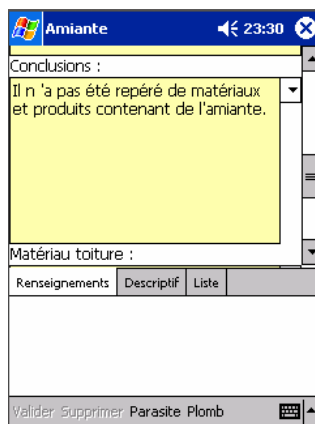 Amiante 23:30
Conclusions :
Il n 'a pas été repéré de matériaux
et produits contenant de l'amiante.
Matériau toiture :
Renseignements Descriptif Liste
Valider Supprimer Parasite Plomb